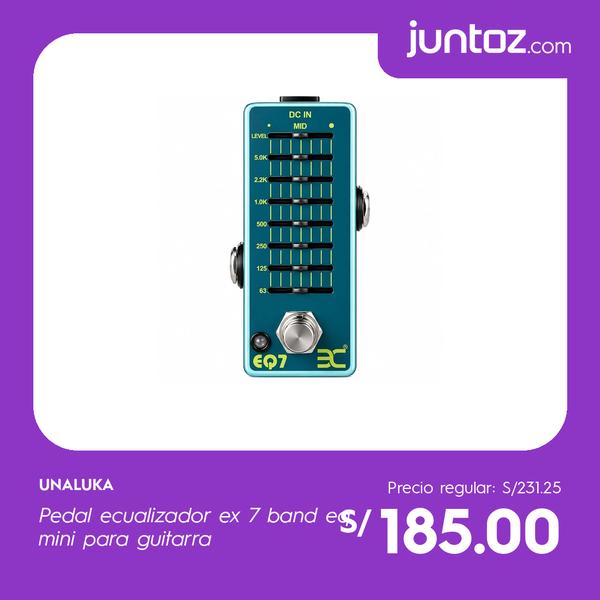 juntoz.com
DC IN
MID
LEVEL
5.0K
2.2K
1.0K
500
250
125
63
EQ7
UNALUKA
Precio regular: S/231.25
Pedal ecualizador ex 7 band eq
mini para guitarra
S/ 185.00